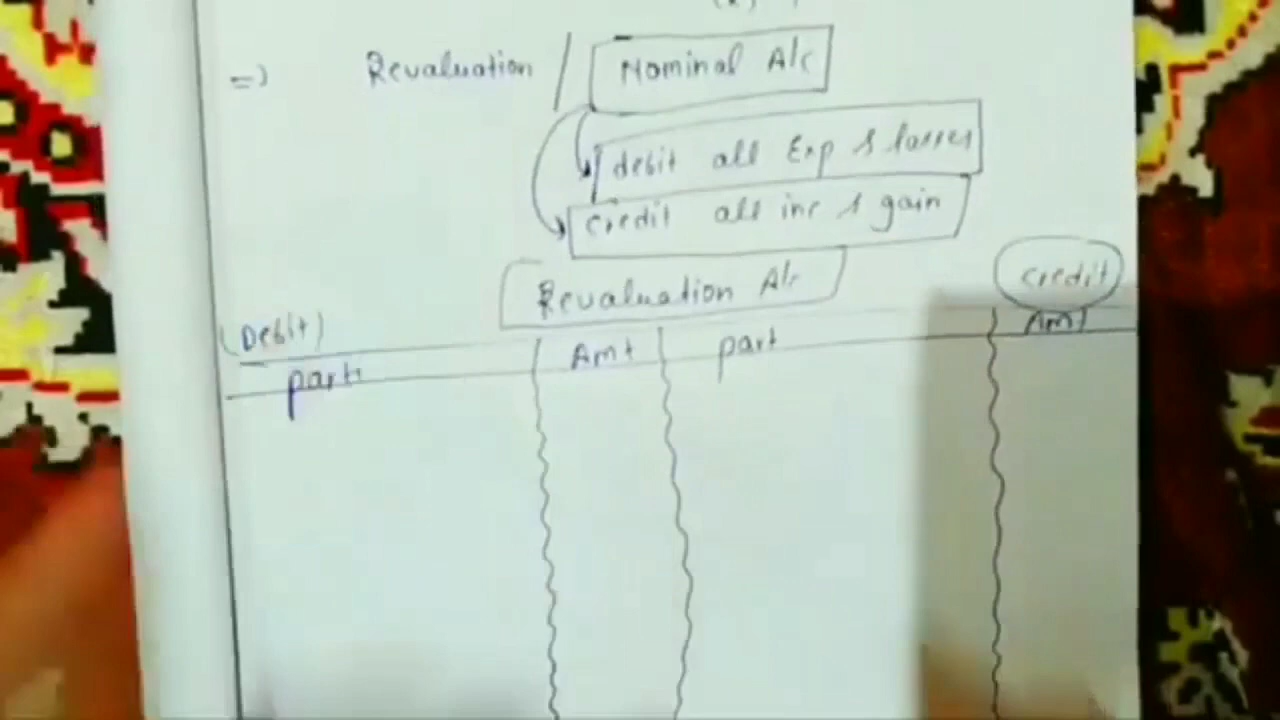 =) Revaluation / Nominal A/c
debit all Exp & losses
credit all inc & gain
Revaluation A/c
(Debit) credit
part. Amt part Amt